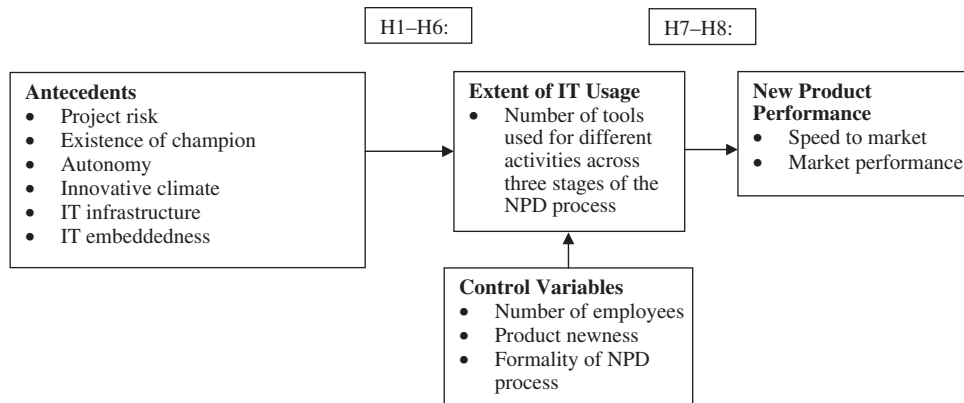 H1–H6:
H7–H8:
Antecedents
• Project risk
• Existence of champion
• Autonomy
• Innovative climate
• IT infrastructure
• IT embeddedness
Extent of IT Usage
• Number of tools
used for different
activities across
three stages of the
NPD process
New Product
Performance
• Speed to market
• Market performance
Control Variables
• Number of employees
• Product newness
• Formality of NPD
process